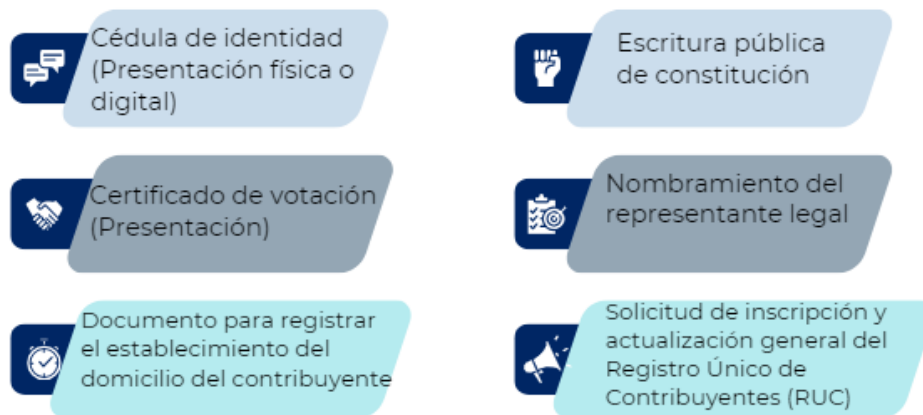 Cédula de identidad
(Presentación física o
digital)
Escritura pública
de constitución
Certificado de votación
(Presentación)
Nombramiento del
representante legal
Documento para registrar
el establecimiento del
domicilio del contribuyente
Solicitud de inscripción y
actualización general del
Registro Único de
Contribuyentes (RUC)